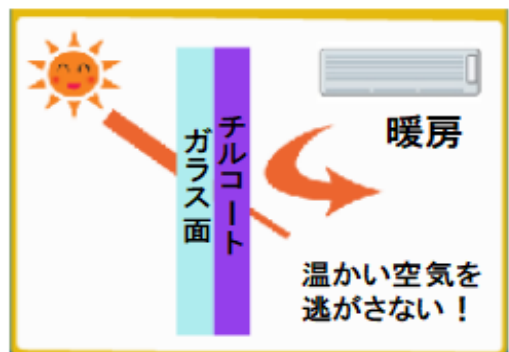 ガラス面
チルコート
暖房
温かい空気を
逃がさない！